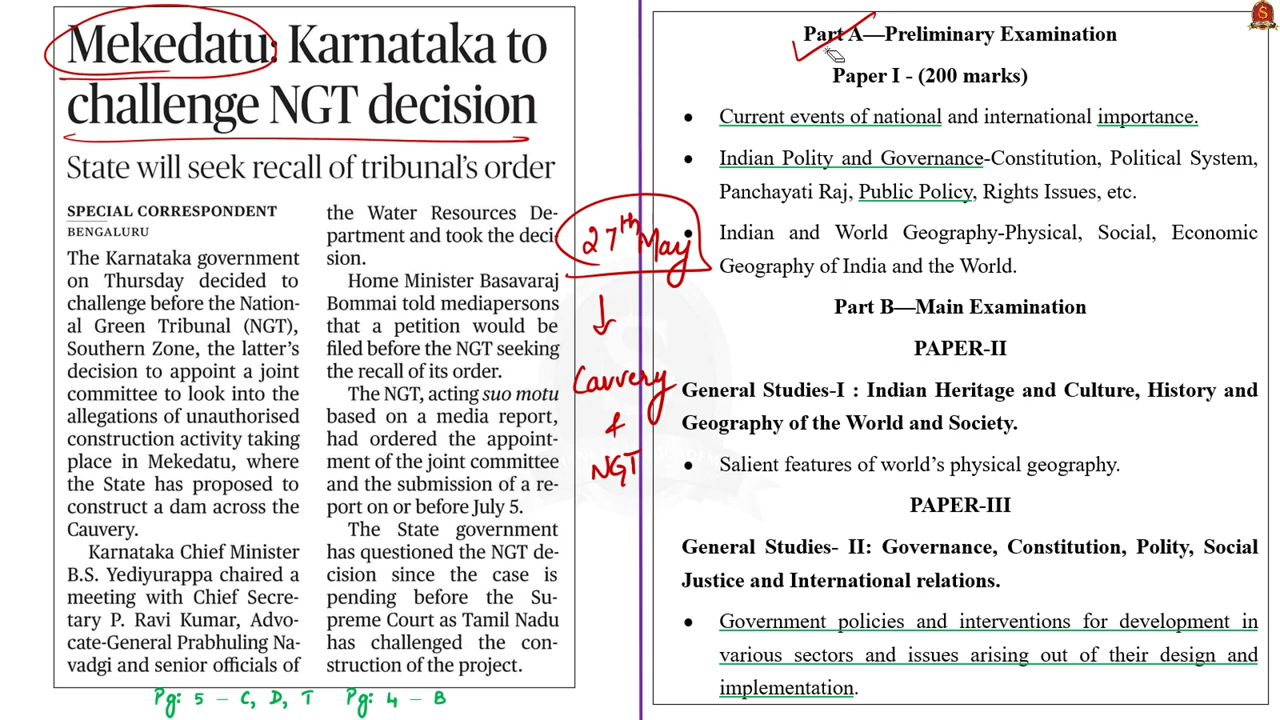 Mekedatu: Karnataka to
challenge NGT decision
State will seek recall of tribunal's order
SPECIAL CORRESPONDENT
BENGALURU
The Karnataka government
on Thursday decided to
challenge before the Nation-
al Green Tribunal (NGT),
Southern Zone, the latter's
decision to appoint a joint
committee to look into the
allegations of unauthorised
construction activity taking
place in Mekedatu, where
the State has proposed to
construct a dam across the
Cauvery.
Karnataka Chief Minister
B.S. Yediyurappa chaired a
meeting with Chief Secre-
tary P. Ravi Kumar, Advo-
cate-General Prabhuling Na-
vadgi and senior officials of
the Water Resources De-
partment and took the deci-
sion.
Home Minister Basavaraj
Bommai told mediapersons
that a petition would be
filed before the NGT seeking
the recall of its order.
The NGT, acting suo motu
based on a media report,
had ordered the appoint-
ment of the joint committee
and the submission of a re-
port on or before July 5.
The State government
has questioned the NGT de-
cision since the case is
pending before the Su-
preme Court as Tamil Nadu
has challenged the con-
struction of the project.
Pg: 5 - C, D, T Pg: 4 - B
27th May
↓
Cauvery
&
NGT
Part A—Preliminary Examination
Paper I - (200 marks)
• Current events of national and international importance.
• Indian Polity and Governance-Constitution, Political System,
Panchayati Raj, Public Policy, Rights Issues, etc.
• Indian and World Geography-Physical, Social, Economic
Geography of India and the World.
Part B—Main Examination
PAPER-II
General Studies-I : Indian Heritage and Culture, History and
Geography of the World and Society.
• Salient features of world's physical geography.
PAPER-III
General Studies- II: Governance, Constitution, Polity, Social
Justice and International relations.
• Government policies and interventions for development in
various sectors and issues arising out of their design and
implementation.